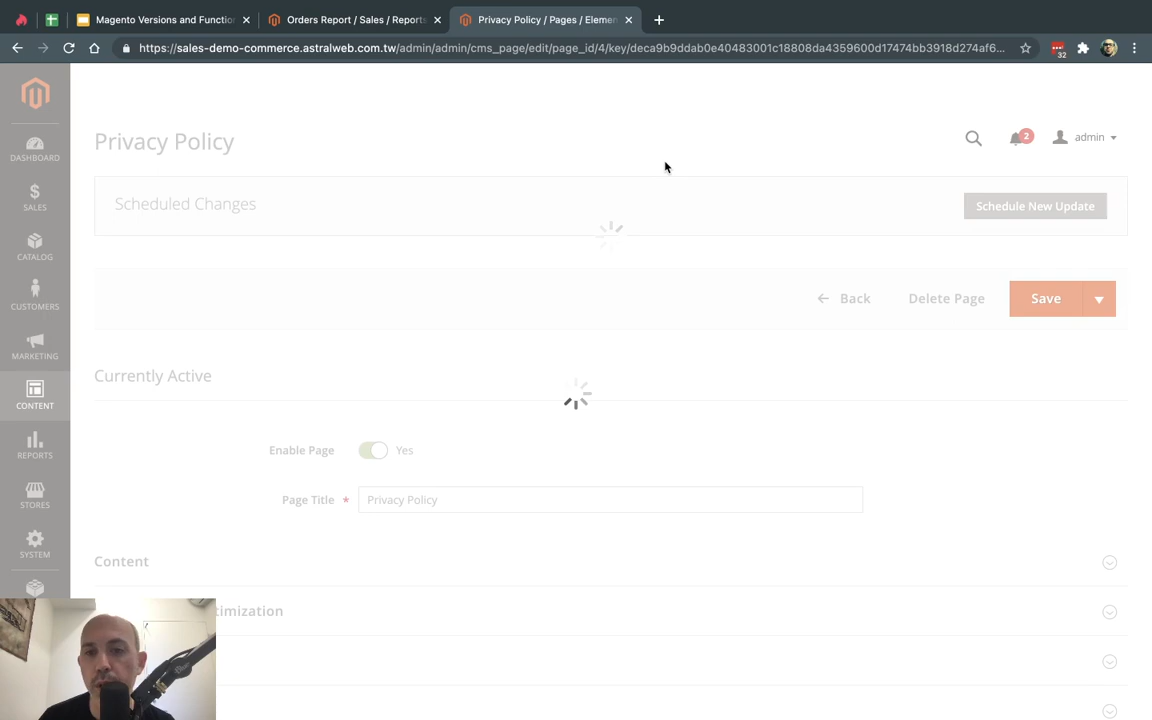 Magento Versions and Function
Orders Report / Sales / Reports
Privacy Policy / Pages / Elemen
https://sales-demo-commerce.astralweb.com.tw/admin/admin/cms_page/edit/page_id/4/key/deca9b9ddab0e40483001c18808da4359600d17474bb3918d274af6...
32
Privacy Policy
2
admin
DASHBOARD
Scheduled Changes
Schedule New Update
$
SALES
CATALOG
CUSTOMERS
Back
Delete Page
Save
MARKETING
Currently Active
CONTENT
Enable Page
Yes
REPORTS
Page Title *
Privacy Policy
STORES
SYSTEM
Content
timization